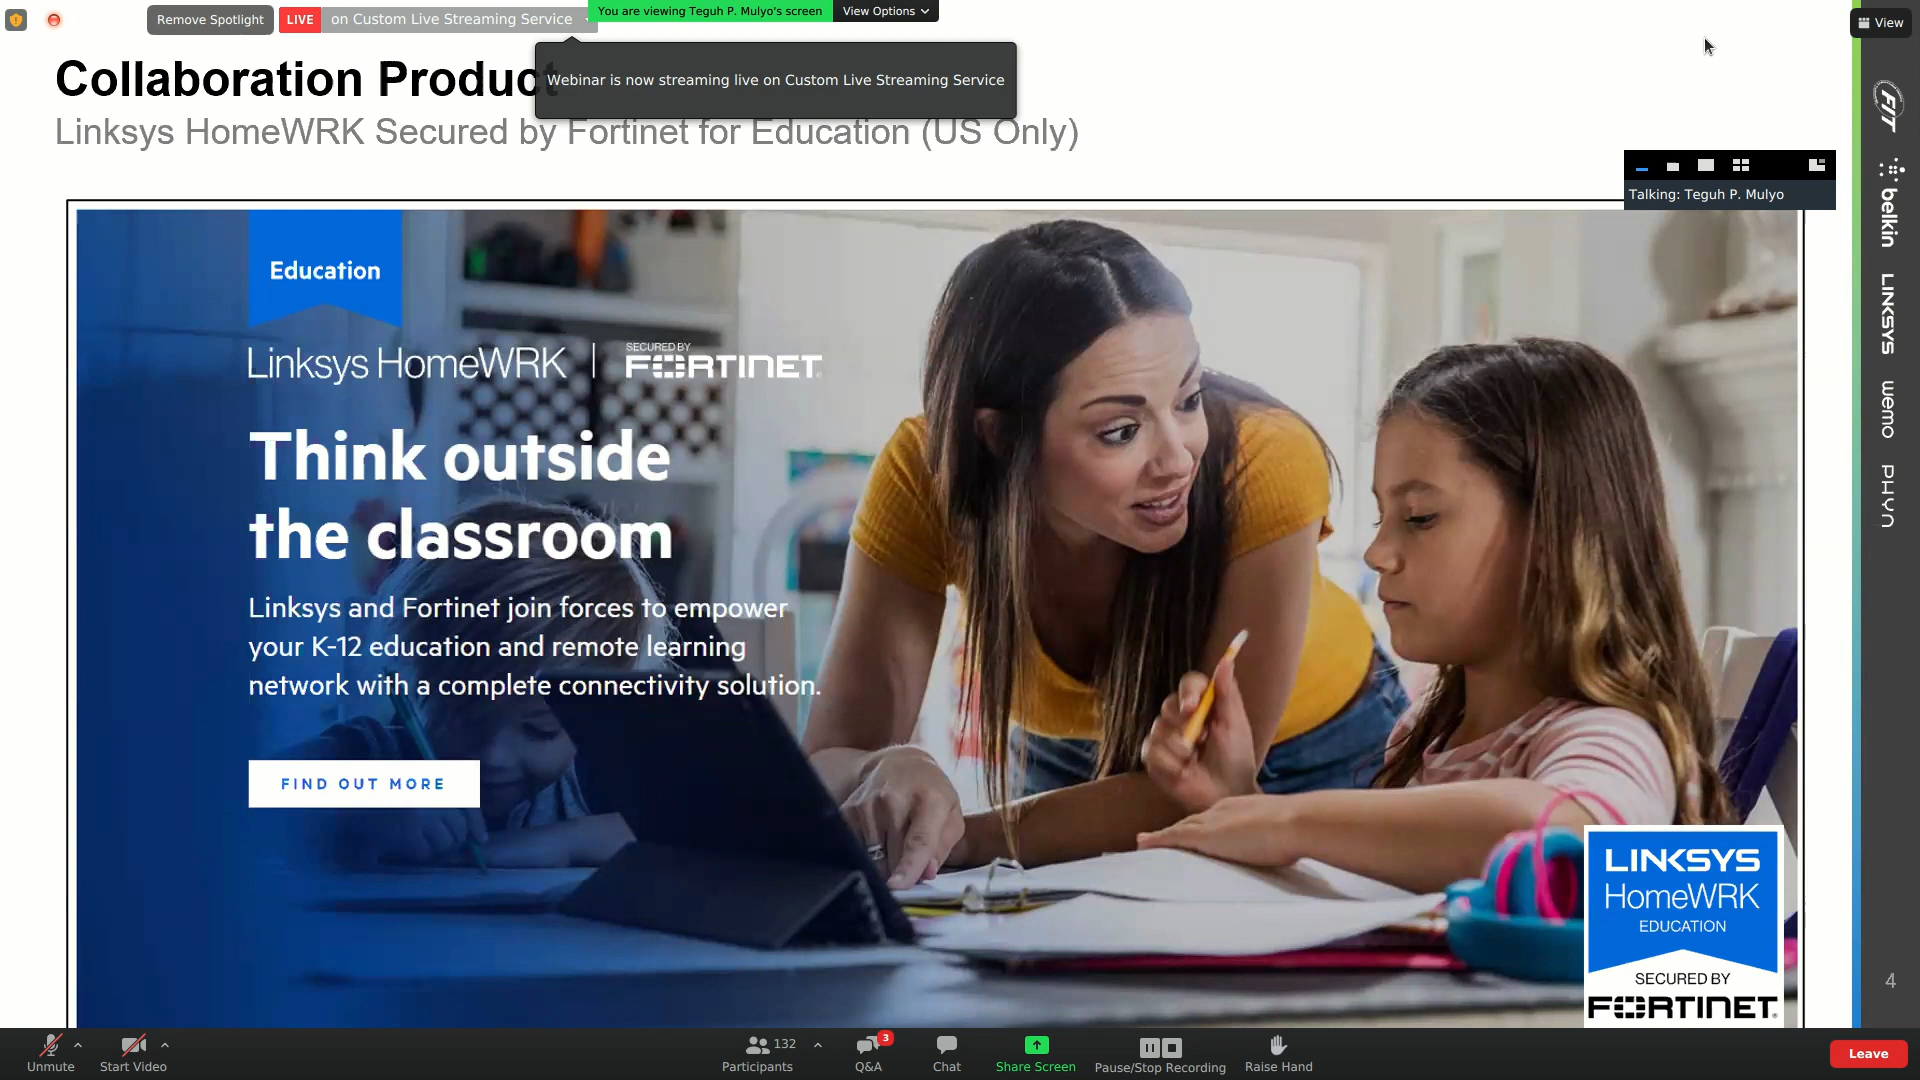 Remove Spotlight
LIVE
on Custom Live Streaming Service
You are viewing Teguh P. Mulyo's screen
View Options
View
Webinar is now streaming live on Custom Live Streaming Service
Collaboration Product
Linksys HomeWRK Secured by Fortinet for Education (US Only)
Talking: Teguh P. Mulyo
FIT
belkin
LINKSYS
wemo
PHYN
Education
Linksys HomeWRK
SECURED BY
FORTINET
Think outside
the classroom
Linksys and Fortinet join forces to empower
your K-12 education and remote learning
network with a complete connectivity solution.
FIND OUT MORE
LINKSYS
HomeWRK
EDUCATION
SECURED BY
FORTINET
4
Unmute
Start Video
132
Participants
3
Q&A
Chat
Share Screen
Pause/Stop Recording
Raise Hand
Leave